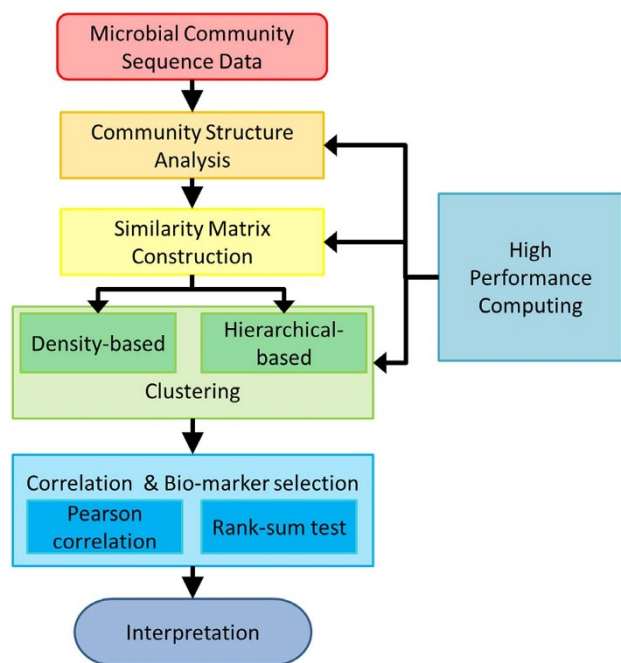 Microbial Community
Sequence Data
Community Structure
Analysis
Similarity Matrix
Construction
High
Performance
Computing
Density-based
Hierarchical-
based
Clustering
Correlation & Bio-marker selection
Pearson
correlation
Rank-sum test
Interpretation